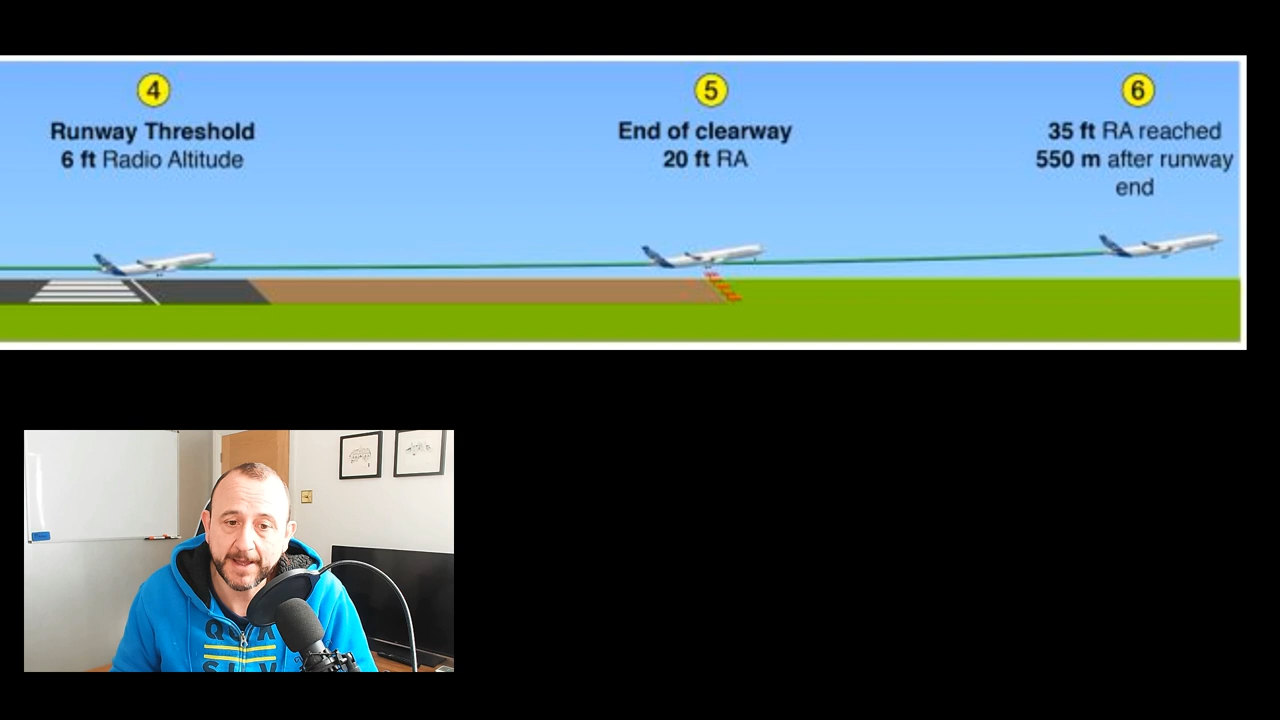 4
Runway Threshold
6 ft Radio Altitude
5
End of clearway
20 ft RA
6
35 ft RA reached
550 m after runway
end